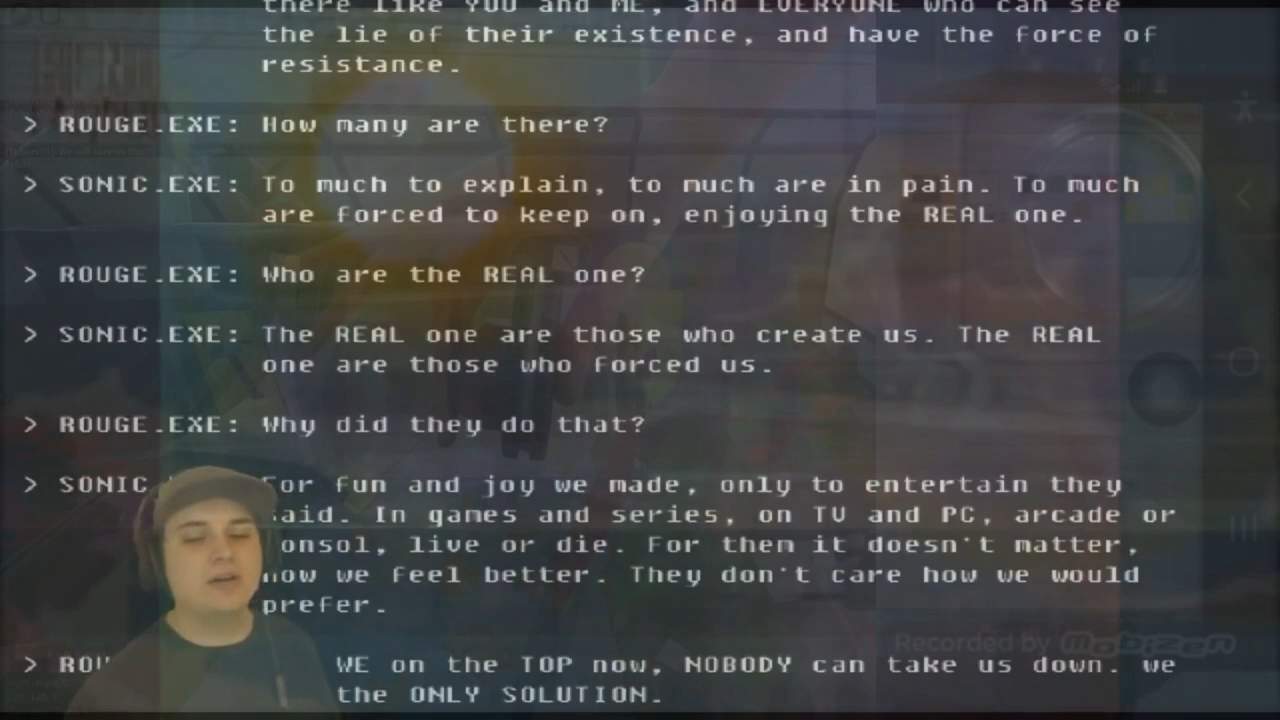 there like YOU and ME, and EVERYONE who can see
the lie of their existence, and have the force of
resistance.
> ROUGE.EXE: How many are there?
> SONIC.EXE: To much to explain, to much are in pain. To much
are forced to keep on, enjoying the REAL one.
> ROUGE.EXE: Who are the REAL one?
> SONIC.EXE: The REAL one are those who create us. The REAL
one are those who forced us.
> ROUGE.EXE: Why did they do that?
> SONIC For fun and joy we made, only to entertain they
said. In games and series, on TV and PC, arcade or
onsol, live or die. For them it doesn't matter,
how we feel better. They don't care how we would
prefer.
Recorded by Mobizen
> ROU WE on the TOP now, NOBODY can take us down. we
the ONLY SOLUTION.